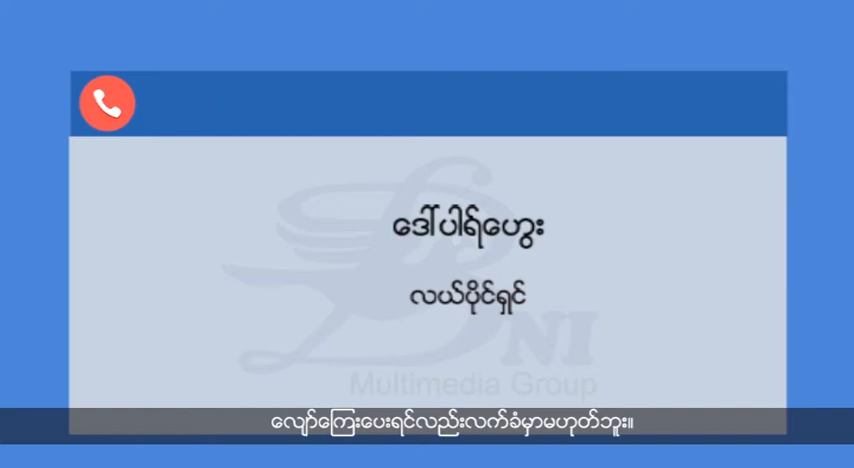 ဒေါ်ပါရ်ဟွေး
လယ်ပိုင်ရှင်
BNI
Multimedia Group
လျော်ကြေးပေးရင်လည်းလက်ခံမှာမဟုတ်ဘူး။